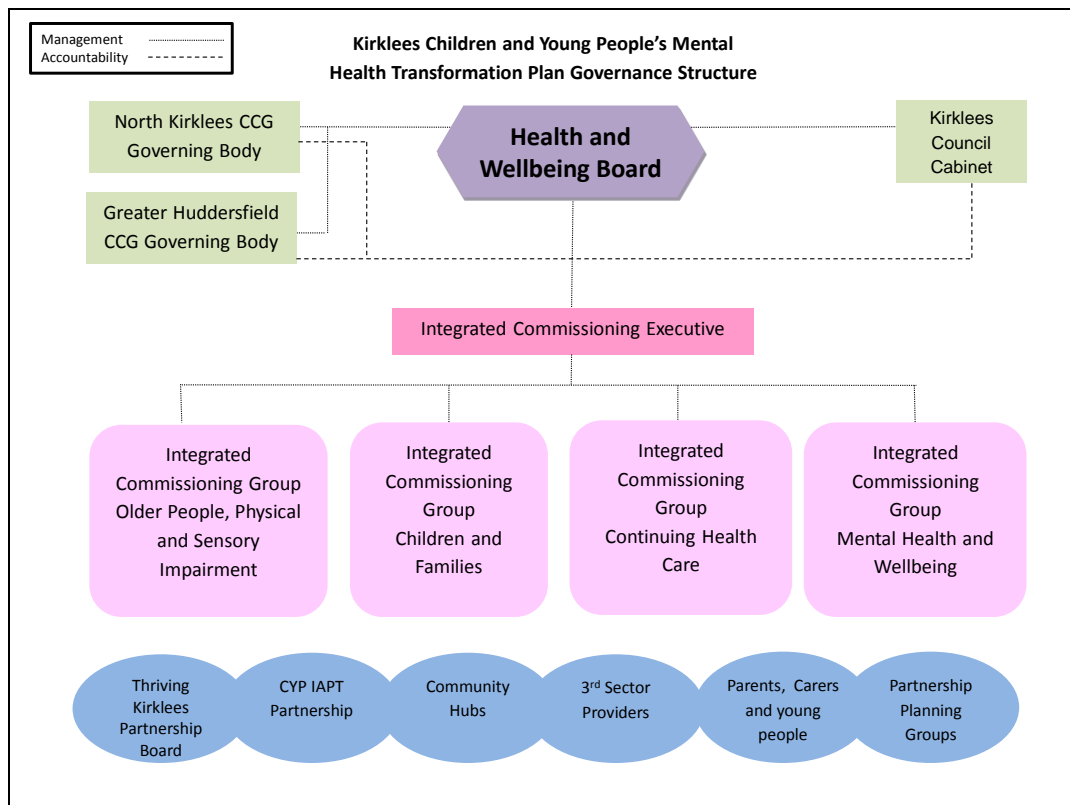 Management
Accountability
Kirklees Children and Young People’s Mental
Health Transformation Plan Governance Structure
North Kirklees CCG
Governing Body
Health and
Wellbeing Board
Kirklees
Council
Cabinet
Greater Huddersfield
CCG Governing Body
Integrated Commissioning Executive
Integrated
Commissioning Group
Older People, Physical
and Sensory
Impairment
Integrated
Commissioning
Group
Children and
Families
Integrated
Commissioning
Group
Continuing Health
Care
Integrated
Commissioning
Group
Mental Health and
Wellbeing
Thriving
Kirklees
Partnership
Board
CYP IAPT
Partnership
Community
Hubs
3rd Sector
Providers
Parents, Carers
and young
people
Partnership
Planning
Groups